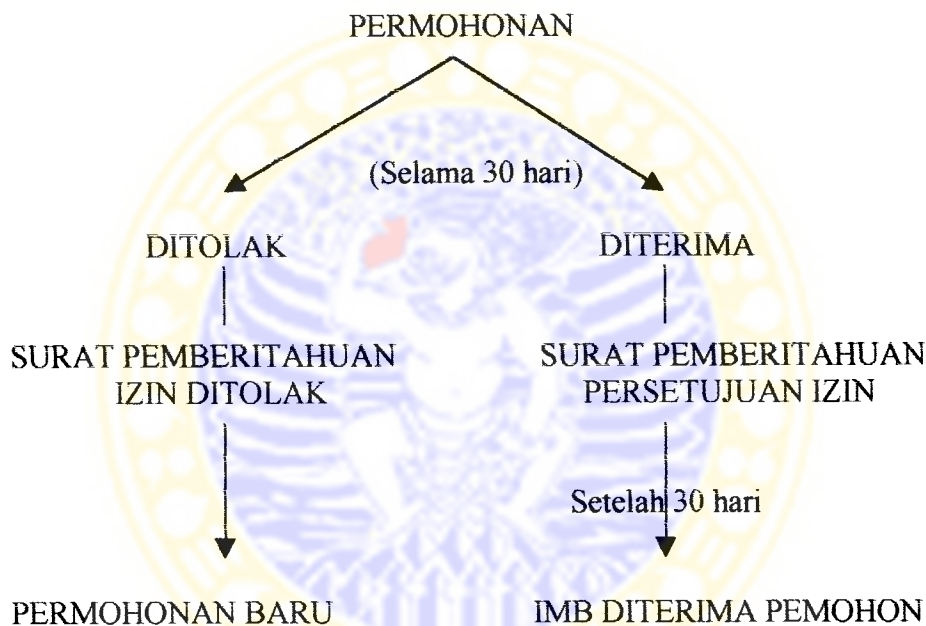 PERMOHONAN
(Selama 30 hari)
DITOLAK
DITERIMA
SURAT PEMBERITAHUAN
IZIN DITOLAK
SURAT PEMBERITAHUAN
PERSETUJUAN IZIN
Setelah 30 hari
PERMOHONAN BARU
IMB DITERIMA PEMOHON